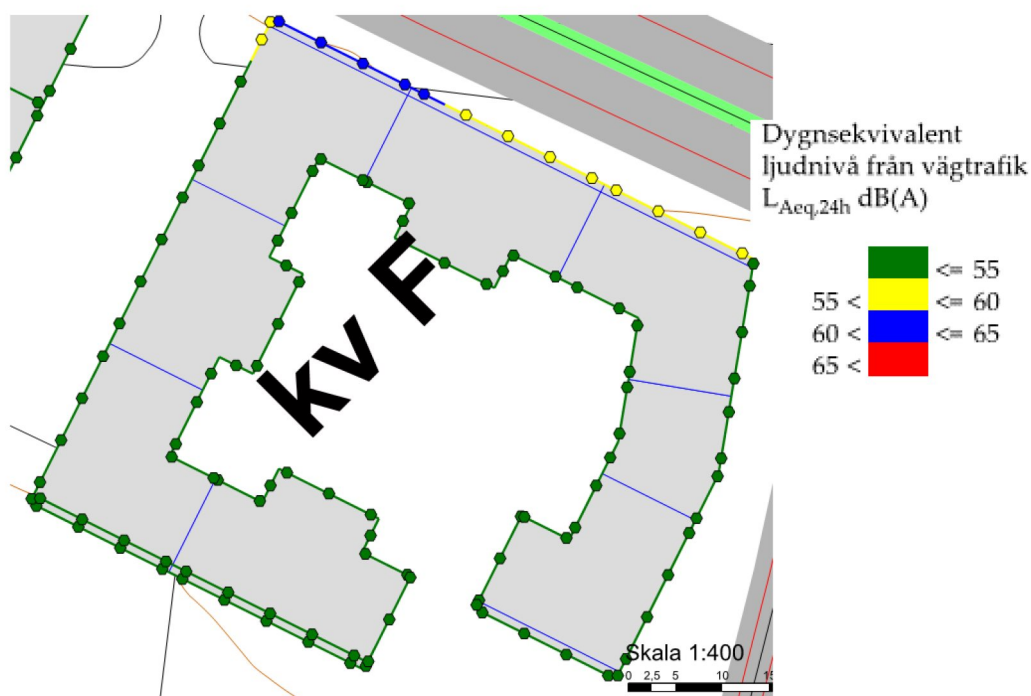 Dygnsekvivalent
ljudnivå från vägtrafik
LAeq,24h dB(A)
<= 55
55 < <= 60
60 < <= 65
65 <
kv F
Skala 1:400
0 2,5 5 10 15